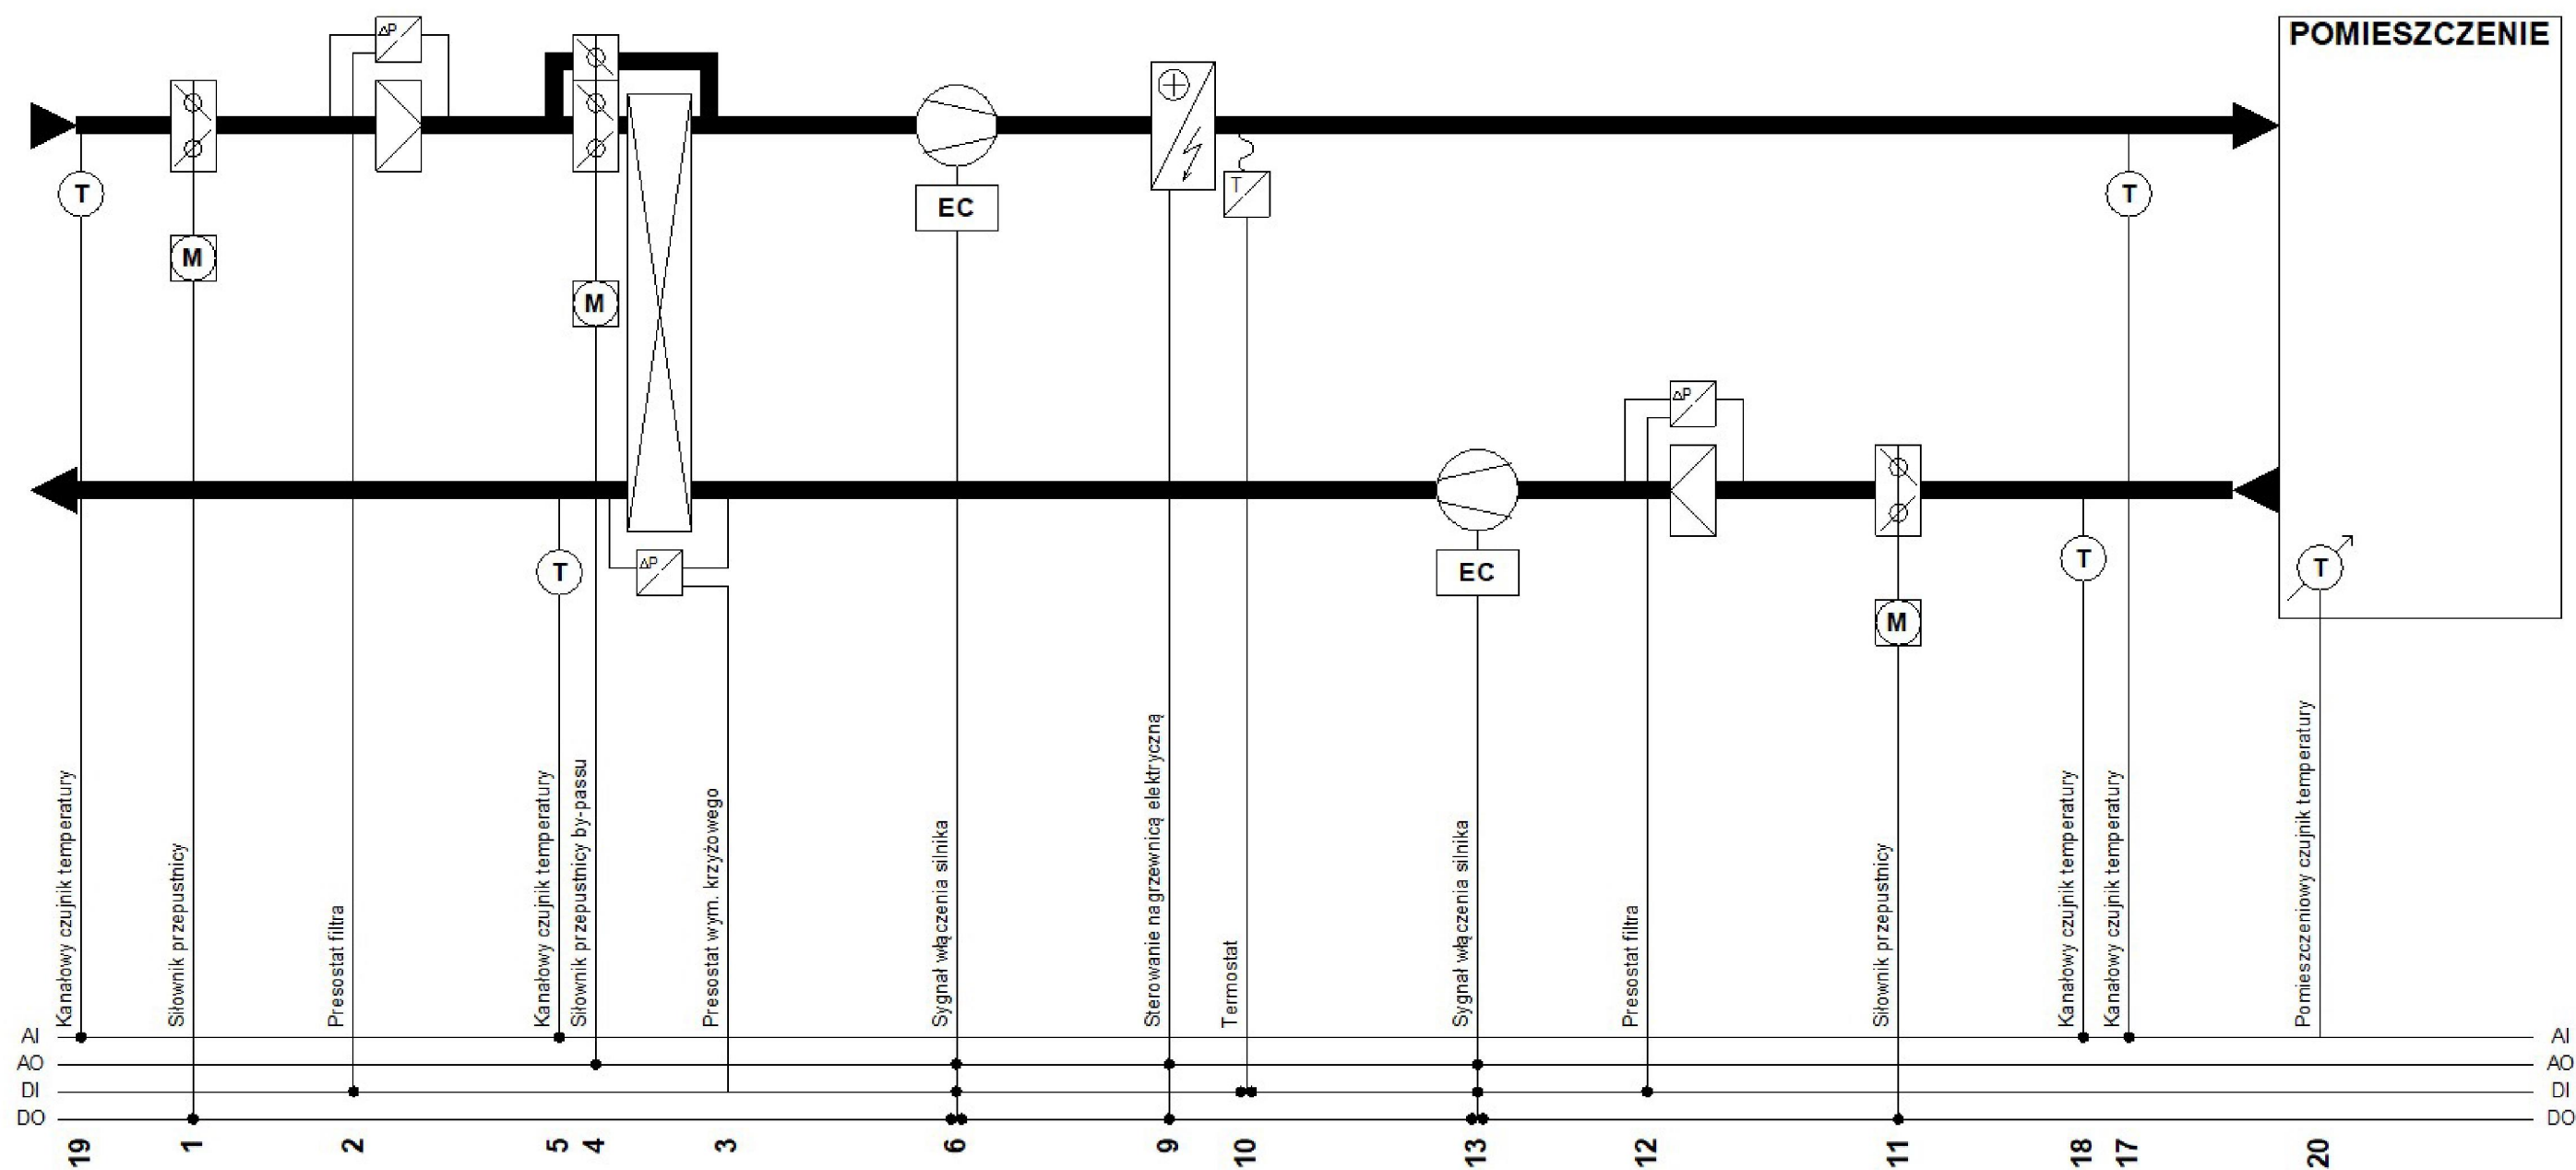 POMIESZCZENIE
ΔP
T
M
M
EC
T
T
ΔP
T
ΔP
EC
M
T
T
Kanałowy czujnik temperatury
Siłownik przepustnicy
Presostat filtra
Kanałowy czujnik temperatury
Siłownik przepustnicy by-passu
Presostat wym. krzyżowego
Sygnał włączenia silnika
Sterowanie nagrzewnicą elektryczną
Termostat
Sygnał włączenia silnika
Presostat filtra
Siłownik przepustnicy
Kanałowy czujnik temperatury
Kanałowy czujnik temperatury
Pomieszczeniowy czujnik temperatury
AI AI
AO AO
DI DI
DO DO
19 1 2 5 4 3 6 9 10 13 12 11 18 17 20